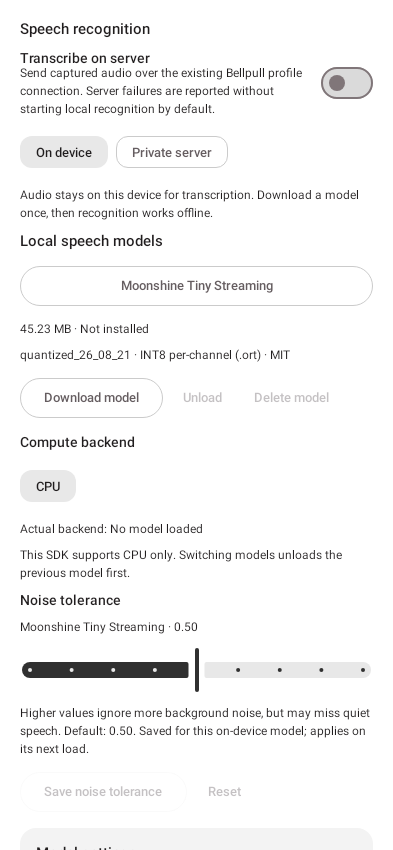 Speech recognition
Transcribe on server
Send captured audio over the existing Bellpull profile
connection. Server failures are reported without
starting local recognition by default.
On device
Private server
Audio stays on this device for transcription. Download a model
once, then recognition works offline.
Local speech models
Moonshine Tiny Streaming
45.23 MB · Not installed
quantized_26_08_21 · INT8 per-channel (.ort) · MIT
Download model
Unload
Delete model
Compute backend
CPU
Actual backend: No model loaded
This SDK supports CPU only. Switching models unloads the
previous model first.
Noise tolerance
Moonshine Tiny Streaming · 0.50
Higher values ignore more background noise, but may miss quiet
speech. Default: 0.50. Saved for this on-device model; applies on
its next load.
Save noise tolerance
Reset